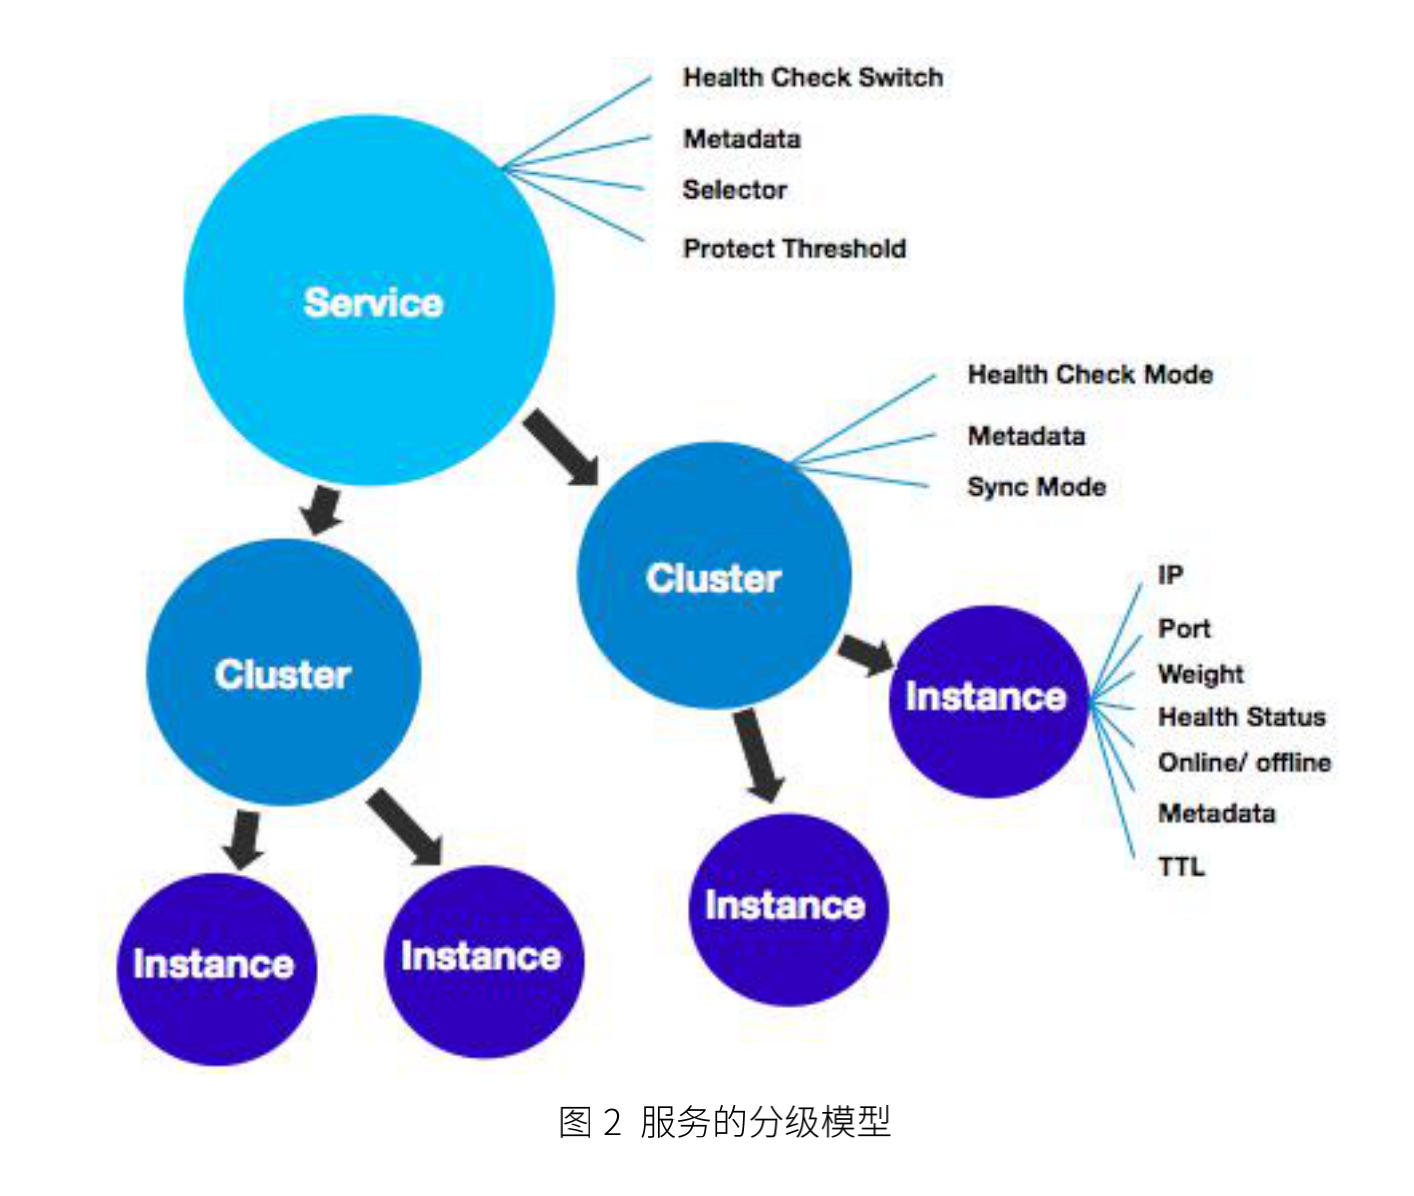 Health Check Switch
Metadata
Selector
Protect Threshold
Service
Health Check Mode
Metadata
Sync Mode
Cluster
IP
Port
Weight
Health Status
Online/ offline
Metadata
TTL
Instance
Cluster
Instance
Instance
Instance
图 2 服务的分级模型